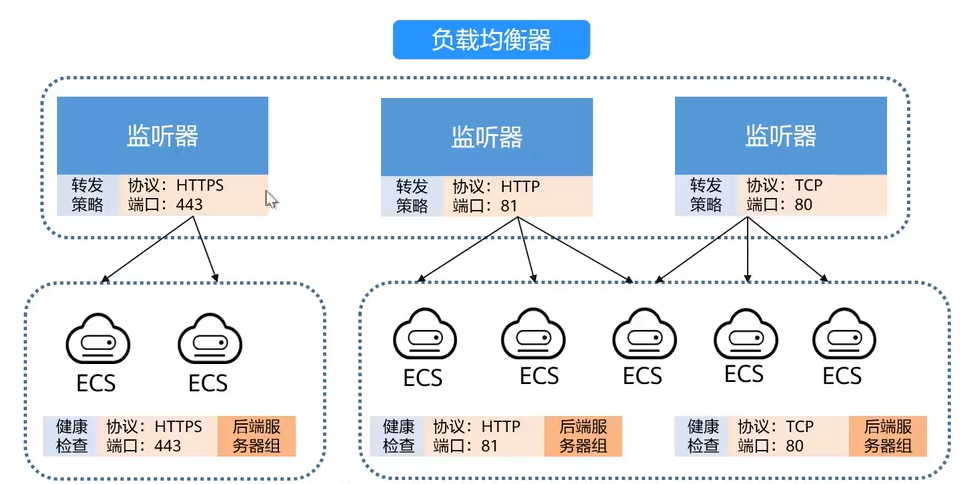 负载均衡器
监听器
监听器
监听器
转发
策略
协议：HTTPS
端口：443
转发
策略
协议：HTTP
端口：81
转发
策略
协议：TCP
端口：80
ECS
ECS
ECS
ECS
ECS
ECS
ECS
健康
检查
协议：HTTPS
端口：443
后端服
务器组
健康
检查
协议：HTTP
端口：81
后端服
务器组
健康
检查
协议：TCP
端口：80
后端服
务器组